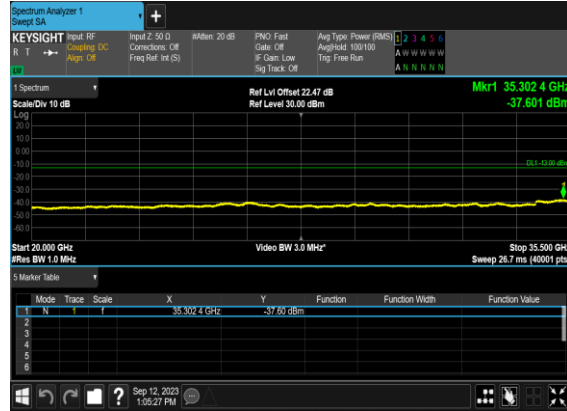 Spectrum Analyzer 1
Swept SA
+
KEYSIGHT Input: RF Input Z: 50 Ω #Atten: 20 dB PNO: Fast Avg Type: Power (RMS) 1 2 3 4 5 6
R T Coupling: DC Corrections: Off Gate: Off Avg|Hold: 100/100 A W W W W W
Align: Off Freq Ref: Int (S) IF Gain: Low Trig: Free Run
LW Sig Track: Off A N N N N N
1 Spectrum Ref Lvl Offset 22.47 dB Mkr1 35.302 4 GHz
Scale/Div 10 dB Ref Level 30.00 dBm -37.601 dBm
Log
20.0
10.0
0.00
-10.0 DL1 -13.00 dBm
-20.0
-30.0 1
-40.0
-50.0
-60.0
Start 20.000 GHz Video BW 3.0 MHz* Stop 35.500 GHz
#Res BW 1.0 MHz Sweep 26.7 ms (40001 pts)
5 Marker Table
Mode Trace Scale X Y Function Function Width Function Value
1 N 1 f 35.302 4 GHz -37.60 dBm
2
3
4
5
6
? Sep 12, 2023
1:05:27 PM